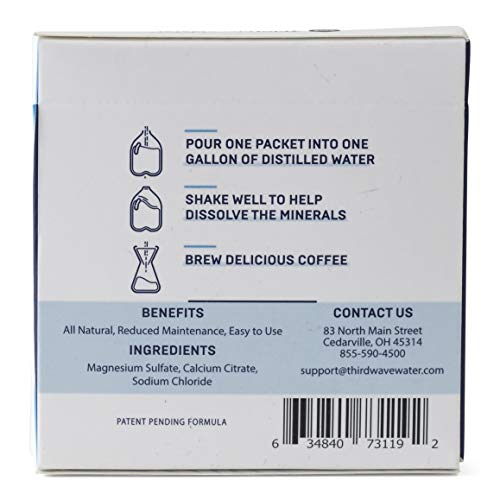 POUR ONE PACKET INTO ONE
GALLON OF DISTILLED WATER
SHAKE WELL TO HELP
DISSOLVE THE MINERALS
BREW DELICIOUS COFFEE
BENEFITS
All Natural, Reduced Maintenance, Easy to Use
INGREDIENTS
Magnesium Sulfate, Calcium Citrate,
Sodium Chloride
CONTACT US
83 North Main Street
Cedarville, OH 45314
855-590-4500
support@thirdwavewater.com
PATENT PENDING FORMULA
6 34840 73119 2